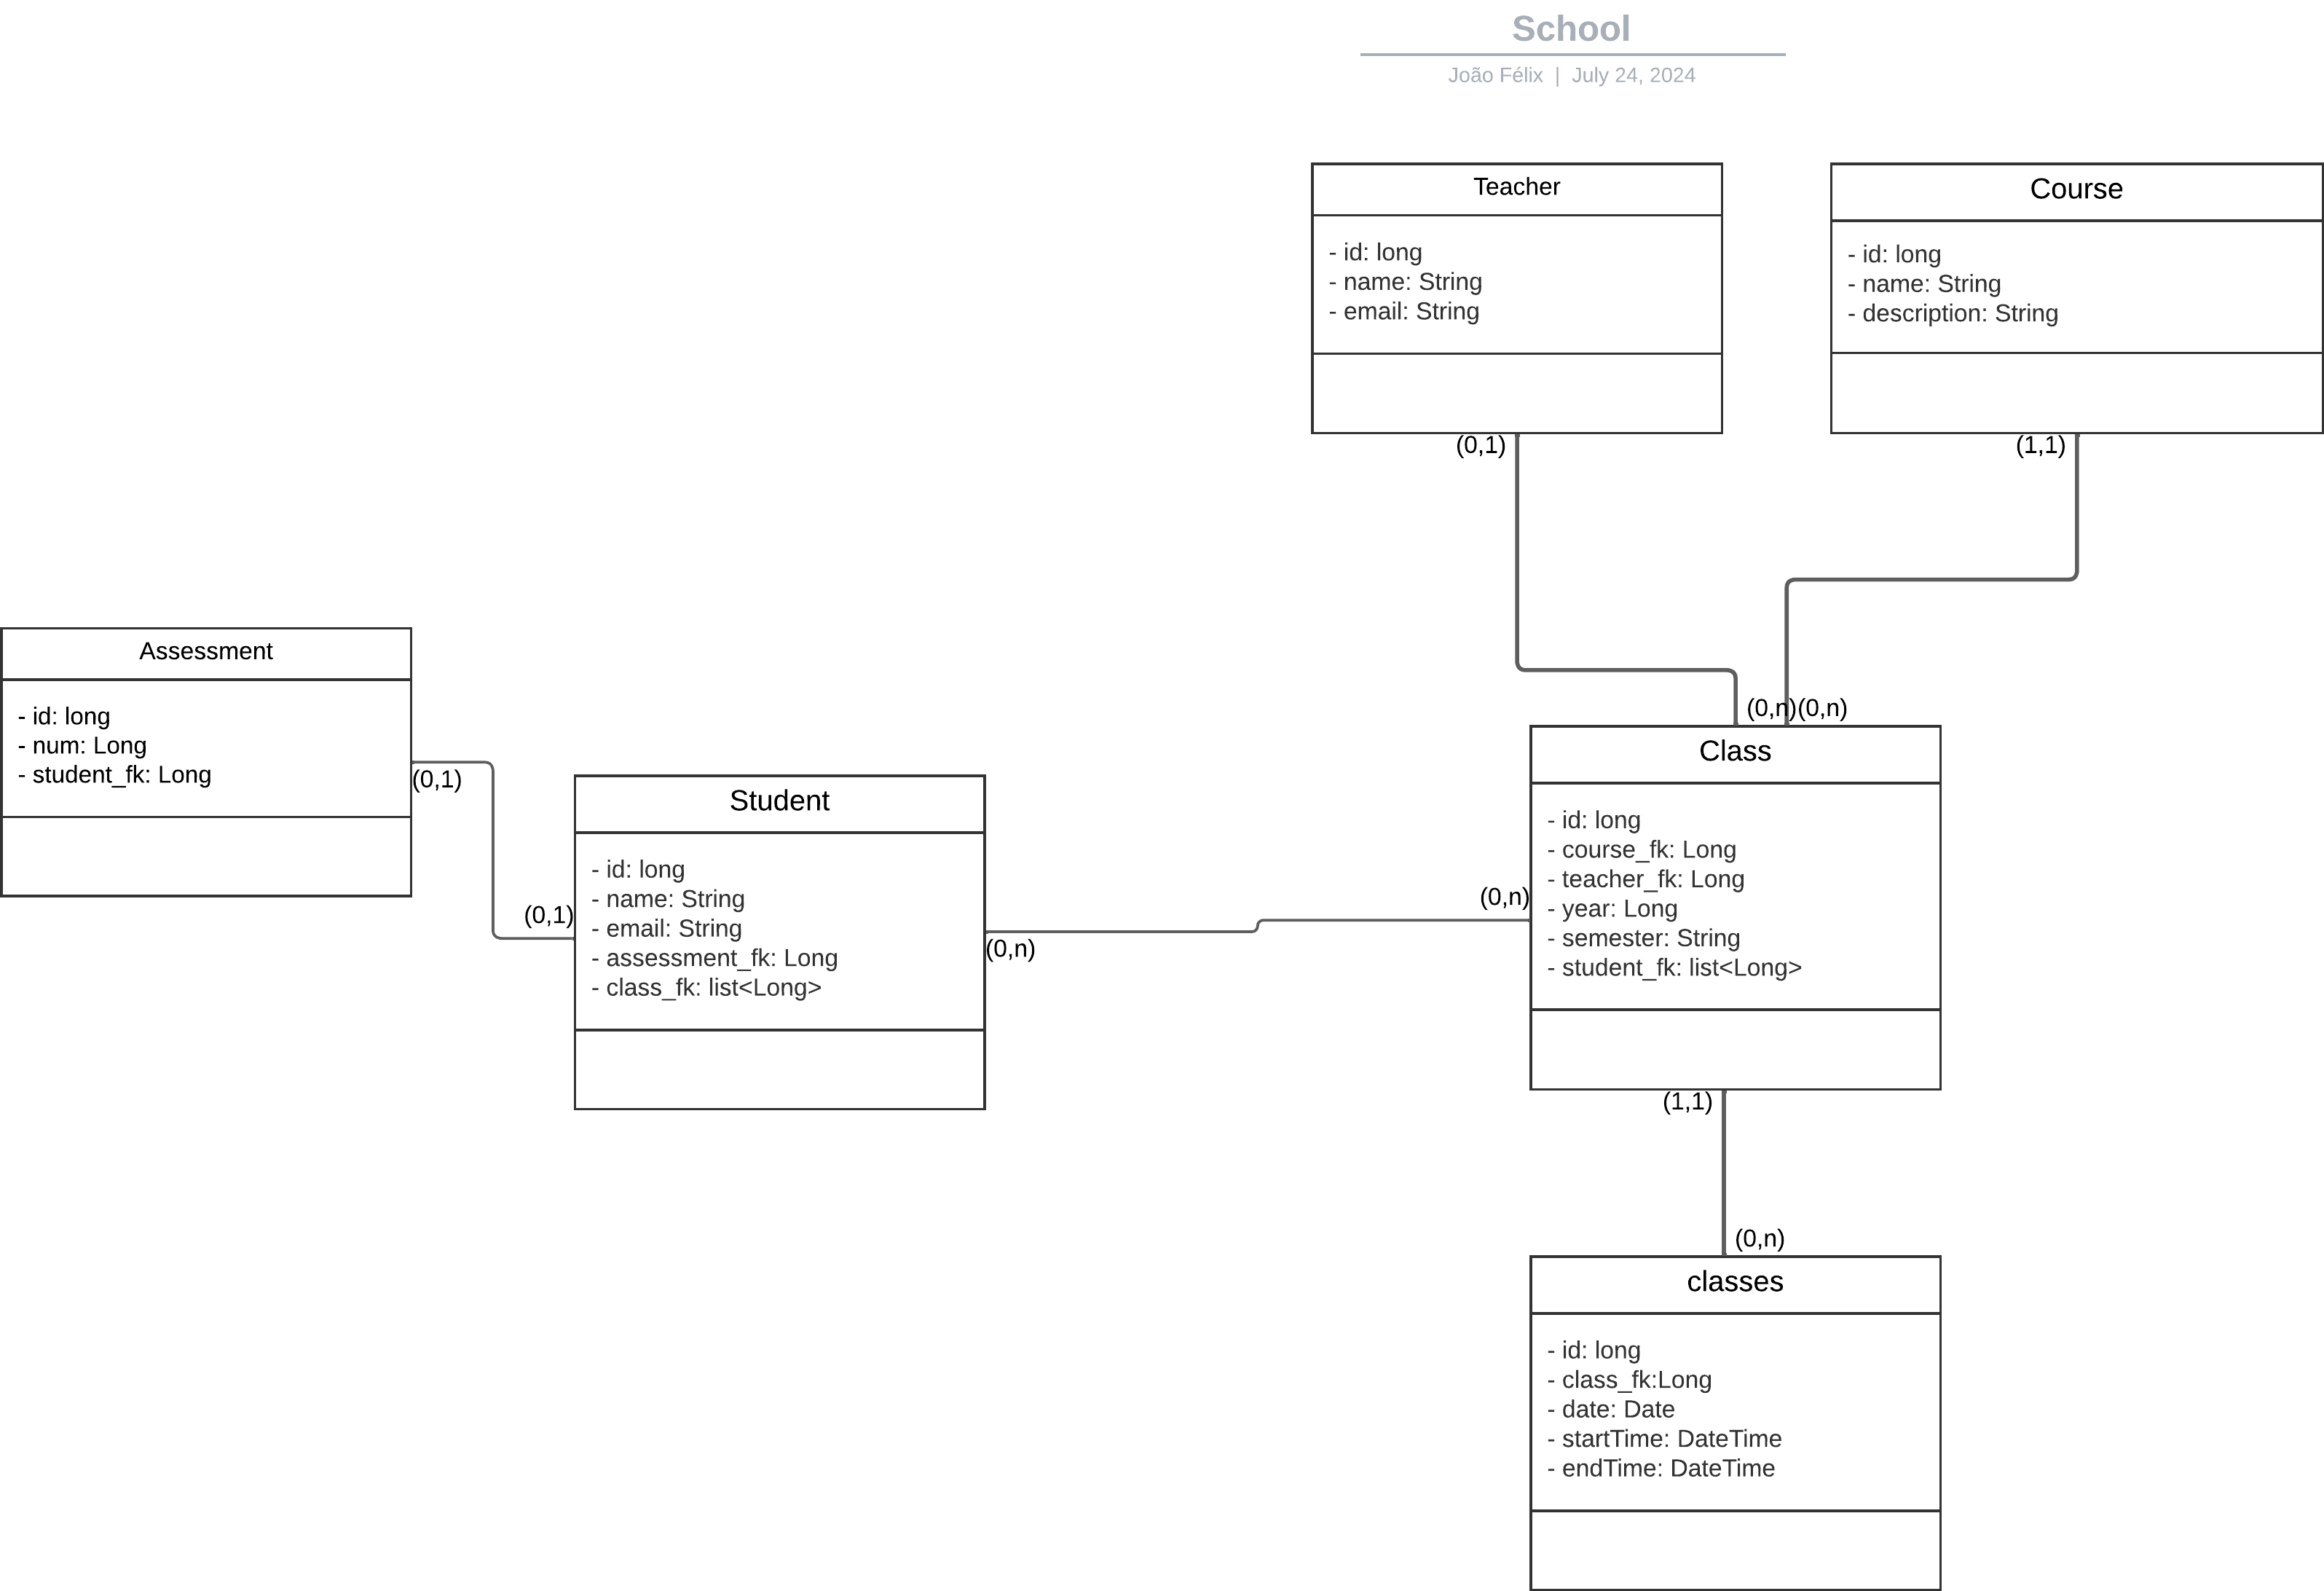 School
João Félix | July 24, 2024
Teacher
- id: long
- name: String
- email: String
(0,1)
Course
- id: long
- name: String
- description: String
(1,1)
Assessment
- id: long
- num: Long
- student_fk: Long
(0,1)
(0,1)
Student
- id: long
- name: String
- email: String
- assessment_fk: Long
- class_fk: list<Long>
(0,n)
(0,n)
(0,n)(0,n)
Class
- id: long
- course_fk: Long
- teacher_fk: Long
- year: Long
- semester: String
- student_fk: list<Long>
(1,1)
(0,n)
classes
- id: long
- class_fk:Long
- date: Date
- startTime: DateTime
- endTime: DateTime